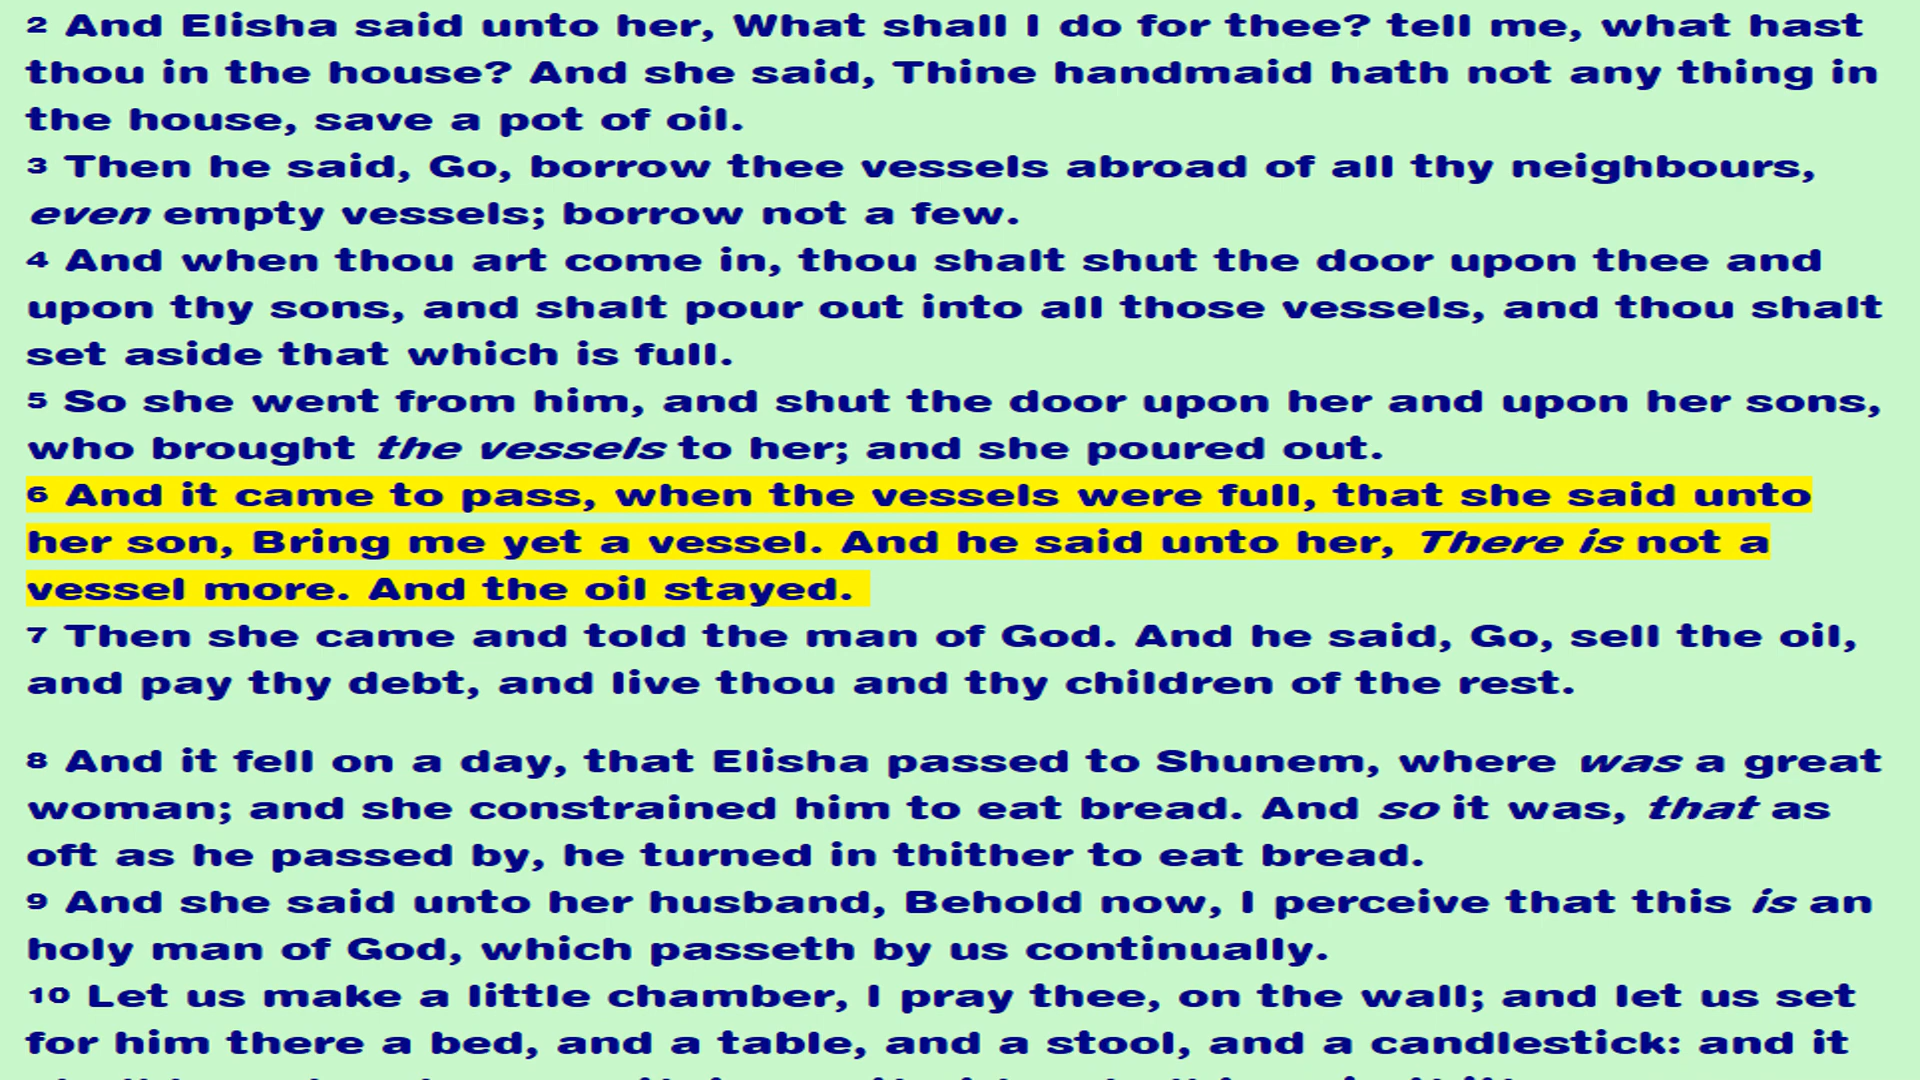 2 And Elisha said unto her, What shall I do for thee? tell me, what hast
thou in the house? And she said, Thine handmaid hath not any thing in
the house, save a pot of oil.
3 Then he said, Go, borrow thee vessels abroad of all thy neighbours,
even empty vessels; borrow not a few.
4 And when thou art come in, thou shalt shut the door upon thee and
upon thy sons, and shalt pour out into all those vessels, and thou shalt
set aside that which is full.
5 So she went from him, and shut the door upon her and upon her sons,
who brought the vessels to her; and she poured out.
6 And it came to pass, when the vessels were full, that she said unto
her son, Bring me yet a vessel. And he said unto her, There is not a
vessel more. And the oil stayed.
7 Then she came and told the man of God. And he said, Go, sell the oil,
and pay thy debt, and live thou and thy children of the rest.
8 And it fell on a day, that Elisha passed to Shunem, where was a great
woman; and she constrained him to eat bread. And so it was, that as
oft as he passed by, he turned in thither to eat bread.
9 And she said unto her husband, Behold now, I perceive that this is an
holy man of God, which passeth by us continually.
10 Let us make a little chamber, I pray thee, on the wall; and let us set
for him there a bed, and a table, and a stool, and a candlestick: and it